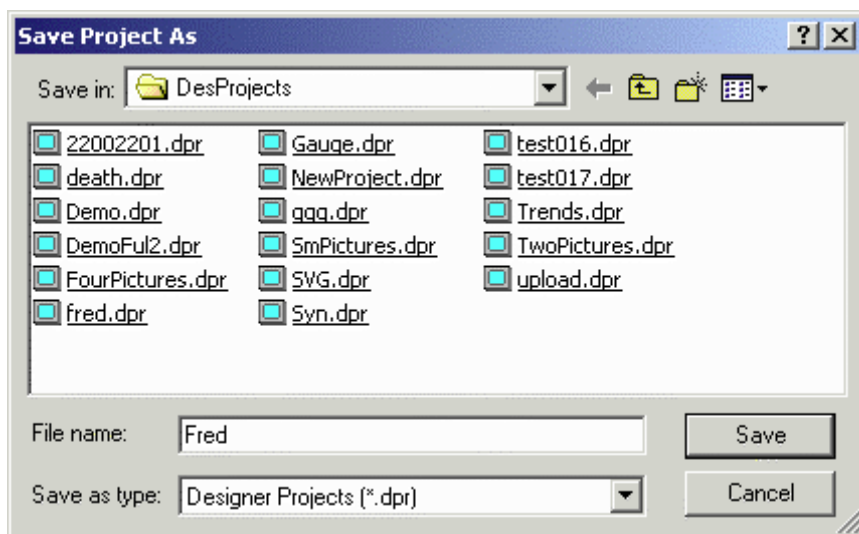 Save Project As
Save in: DesProjects
22002201.dpr Gauge.dpr test016.dpr
death.dpr NewProject.dpr test017.dpr
Demo.dpr qqq.dpr Trends.dpr
DemoFul2.dpr SmPictures.dpr TwoPictures.dpr
FourPictures.dpr SVG.dpr upload.dpr
fred.dpr Syn.dpr
File name: Fred Save
Save as type: Designer Projects (*.dpr) Cancel